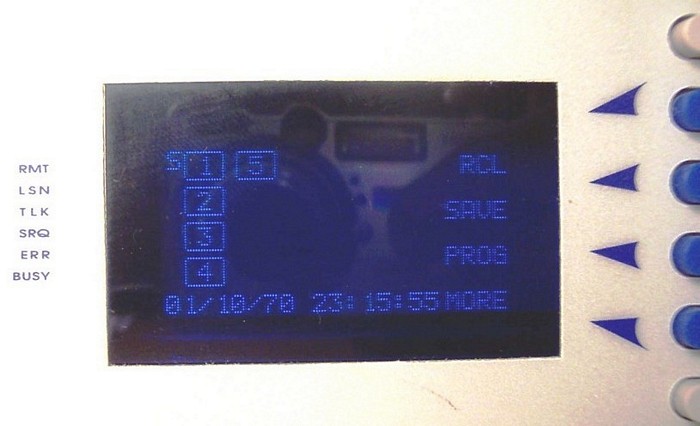 RMT
LSN
TLK
SRQ
ERR
BUSY
S 1 5 RCL
2 SAVE
3 PROG
4
01/10/70 23:15:55 MORE